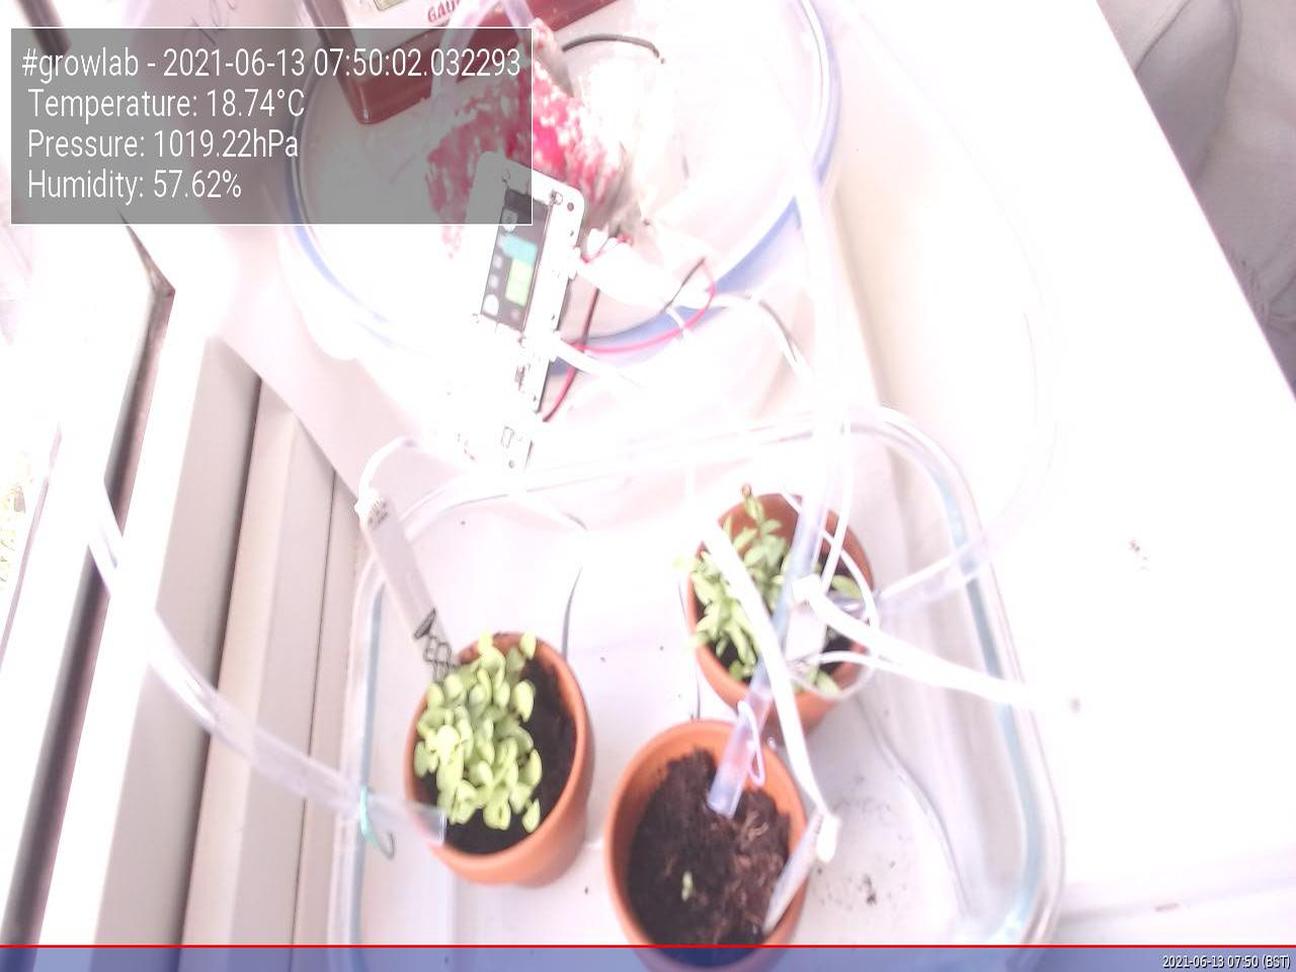 #growlab - 2021-06-13 07:50:02.032293
Temperature: 18.74°C
Pressure: 1019.22hPa
Humidity: 57.62%
2021-06-13 07:50 (BST)